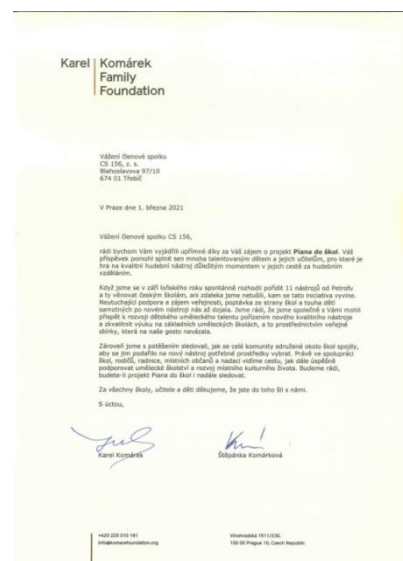 Karel Komárek
Family
Foundation
Vážení členové spolku
CS 156, z. s.
Blahoslavova 97/10
674 01 Třebíč
V Praze dne 1. března 2021
Vážení členové spolku CS 156,
rádi bychom Vám vyjádřili upřímné díky za Váš zájem o projekt Piana do škol. Váš
příspěvek pomohl splnit sen mnoha talentovaným dětem a jejich učitelům, pro které je
hra na kvalitní hudební nástroj důležitým momentem v jejich cestě za hudebním
vzděláním.
Když jsme se v září loňského roku spontánně rozhodli pořídit 11 nástrojů od Petrofu
a ty věnovat českým školám, ani zdaleka jsme netušili, kam se tato iniciativa vyvine.
Neutuchající podpora a zájem veřejnosti, poptávka ze strany škol a touha dětí
samotných po novém nástroji nás až dojala. Jsme rádi, že jsme společně s Vámi mohli
přispět k rozvoji dětského uměleckého talentu pořízením nového kvalitního nástroje
a zkvalitnit výuku na základních uměleckých školách, a to prostřednictvím veřejné
sbírky, která na naše gesto navázala.
Zároveň jsme s potěšením sledovali, jak se celé komunity sdružené okolo škol spojily,
aby se jim podařilo na nový nástroj potřebné prostředky vybrat. Právě ve spolupráci
škol, rodičů, radnice, místních občanů a nadací vidíme cestu, jak dále úspěšně
podporovat umělecké školství a rozvoj místního kulturního života. Budeme rádi,
budete-li projekt Piana do škol i nadále sledovat.
Za všechny školy, učitele a děti děkujeme, že jste do toho šli s námi.
S úctou,
Karel Komárek Štěpánka Komárková
+420 225 010 181 Vinohradská 1511/230,
info@komarekfoundation.org 100 00 Prague 10, Czech Republic